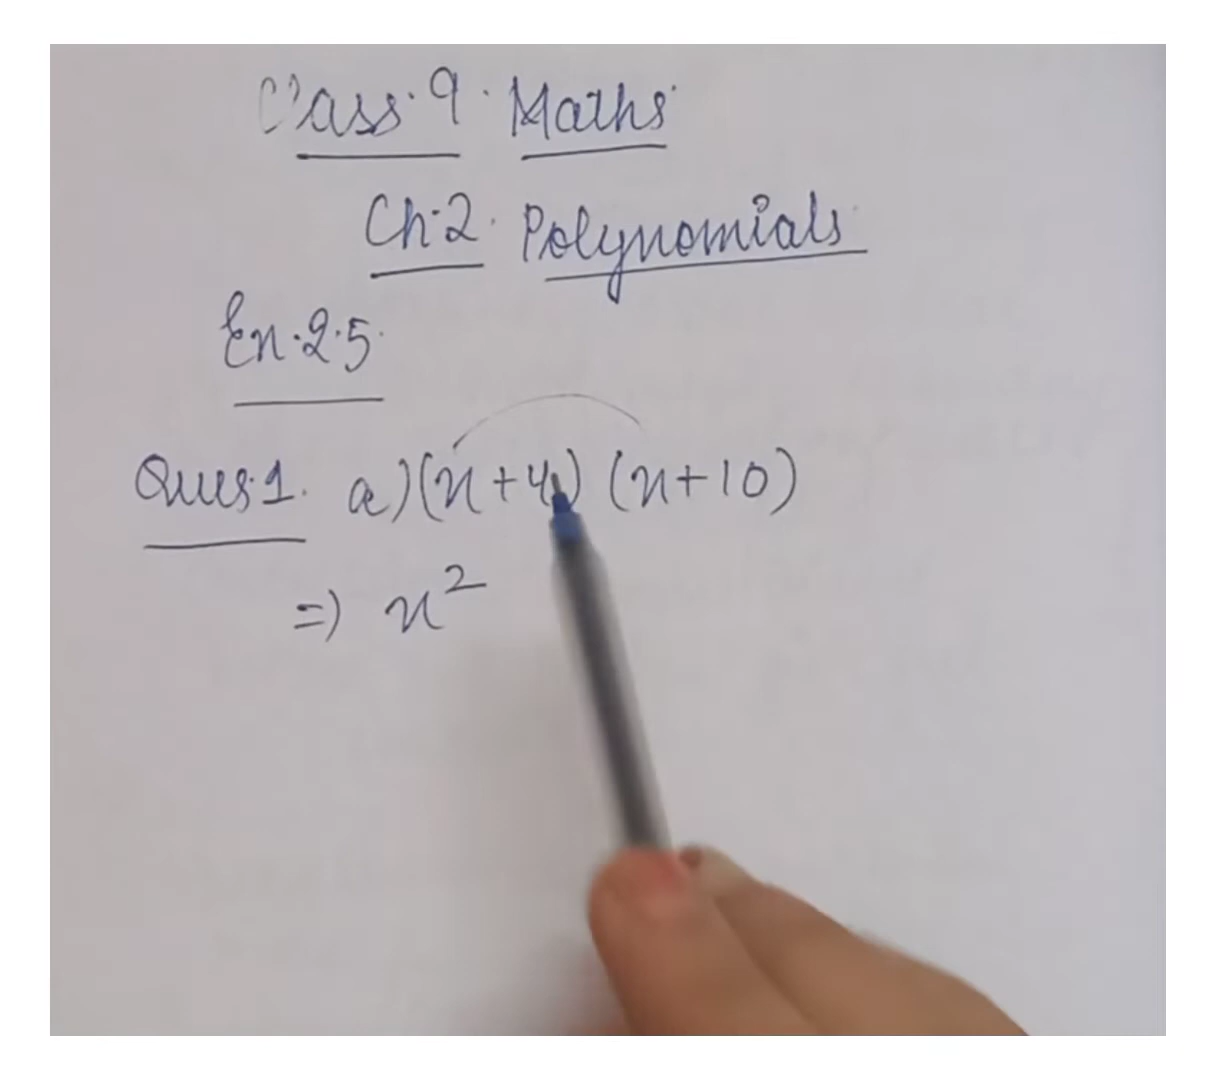 Class. 9. Maths
Ch:2. Polynomials
Ex. 2.5.
Ques:1. a) (x+4) (x+10)
=) x²